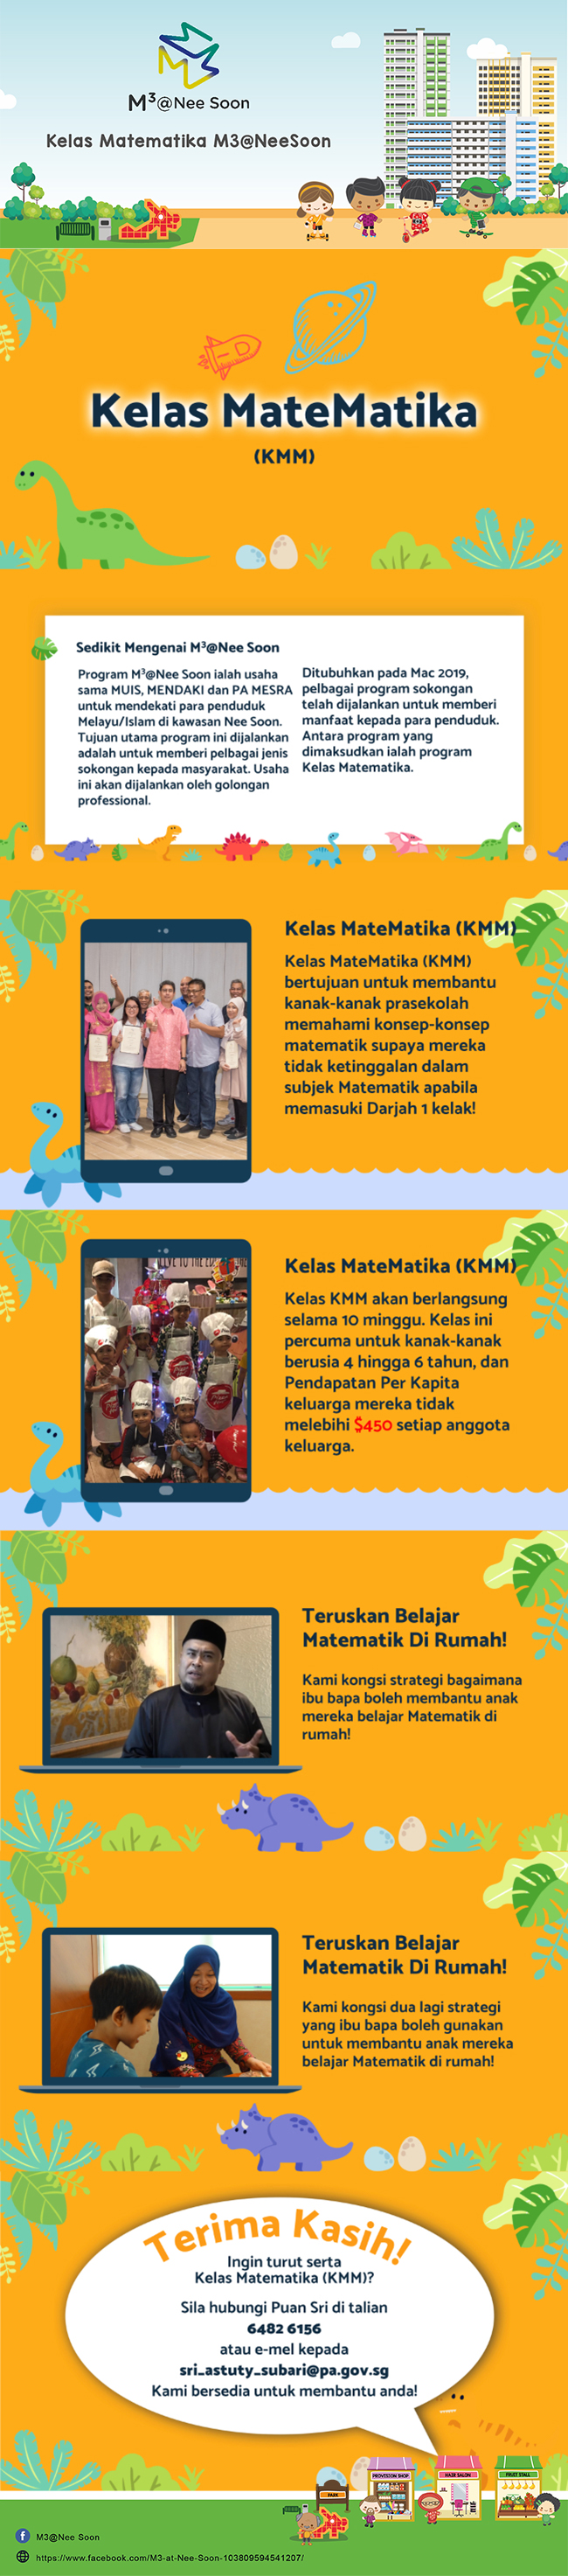 M³@Nee Soon
Kelas Matematika M3@NeeSoon
Kelas MateMatika
(KMM)
Sedikit Mengenai M³@Nee Soon
Program M³@Nee Soon ialah usaha
sama MUIS, MENDAKI dan PA MESRA
untuk mendekati para penduduk
Melayu/Islam di kawasan Nee Soon.
Tujuan utama program ini dijalankan
adalah untuk memberi pelbagai jenis
sokongan kepada masyarakat. Usaha
ini akan dijalankan oleh golongan
professional.
Ditubuhkan pada Mac 2019,
pelbagai program sokongan
telah dijalankan untuk memberi
manfaat kepada para penduduk.
Antara program yang
dimaksudkan ialah program
Kelas Matematika.
Kelas MateMatika (KMM)
Kelas MateMatika (KMM)
bertujuan untuk membantu
kanak-kanak prasekolah
memahami konsep-konsep
matematik supaya mereka
tidak ketinggalan dalam
subjek Matematik apabila
memasuki Darjah 1 kelak!
Kelas MateMatika (KMM)
Kelas KMM akan berlangsung
selama 10 minggu. Kelas ini
percuma untuk kanak-kanak
berusia 4 hingga 6 tahun, dan
Pendapatan Per Kapita
keluarga mereka tidak
melebihi $450 setiap anggota
keluarga.
Teruskan Belajar
Matematik Di Rumah!
Kami kongsi strategi bagaimana
ibu bapa boleh membantu anak
mereka belajar Matematik di
rumah!
Teruskan Belajar
Matematik Di Rumah!
Kami kongsi dua lagi strategi
yang ibu bapa boleh gunakan
untuk membantu anak mereka
belajar Matematik di rumah!
Terima Kasih!
Ingin turut serta
Kelas Matematika (KMM)?
Sila hubungi Puan Sri di talian
6482 6156
atau e-mel kepada
sri_astuty_subari@pa.gov.sg
Kami bersedia untuk membantu anda!
PARK
PROVISION SHOP
HAIR SALON
FRUIT STALL
M3@Nee Soon
https://www.facebook.com/M3-at-Nee-Soon-103809594541207/